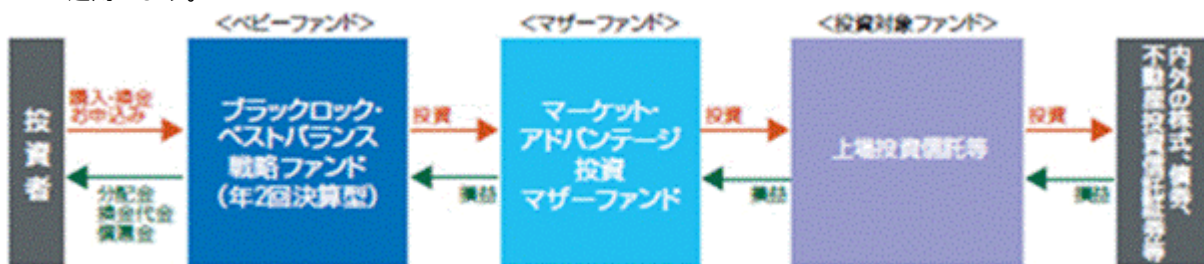 <ベビーファンド>
<マザーファンド>
<投資対象ファンド>
投資者
購入・換金
お申込み
分配金
換金代金
償還金
ブラックロック・
ベストバランス
戦略ファンド
(年2回決算型)
投資
損益
マーケット・
アドバンテージ
投資
マザーファンド
投資
損益
上場投資信託等
投資
損益
内外の株式、債券、
不動産投資信託証券等